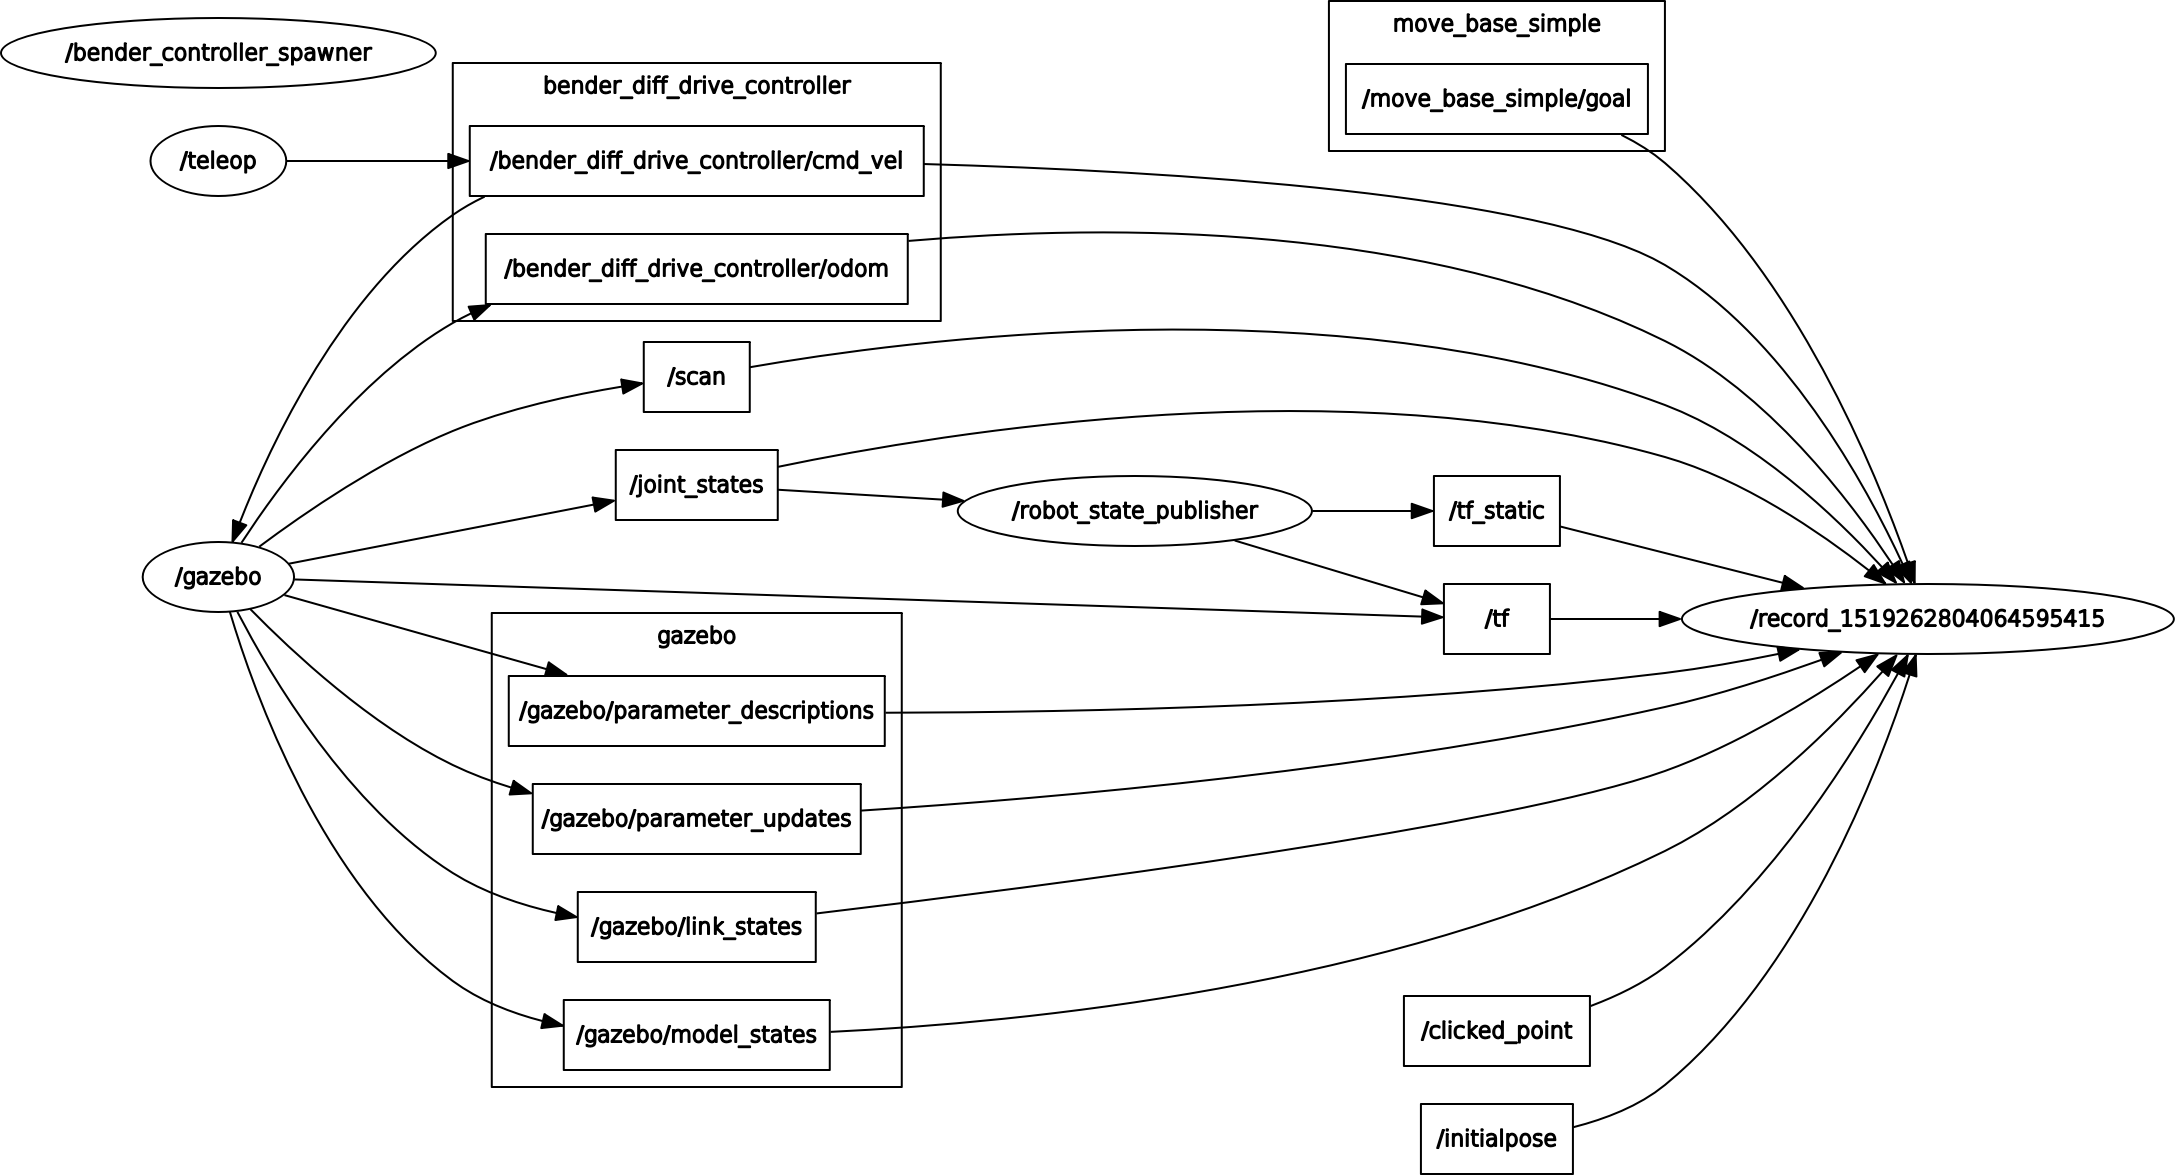 /bender_controller_spawner
move_base_simple
/move_base_simple/goal
bender_diff_drive_controller
/teleop
/bender_diff_drive_controller/cmd_vel
/bender_diff_drive_controller/odom
/scan
/joint_states
/robot_state_publisher
/tf_static
/gazebo
/tf
/record_1519262804064595415
gazebo
/gazebo/parameter_descriptions
/gazebo/parameter_updates
/gazebo/link_states
/gazebo/model_states
/clicked_point
/initialpose